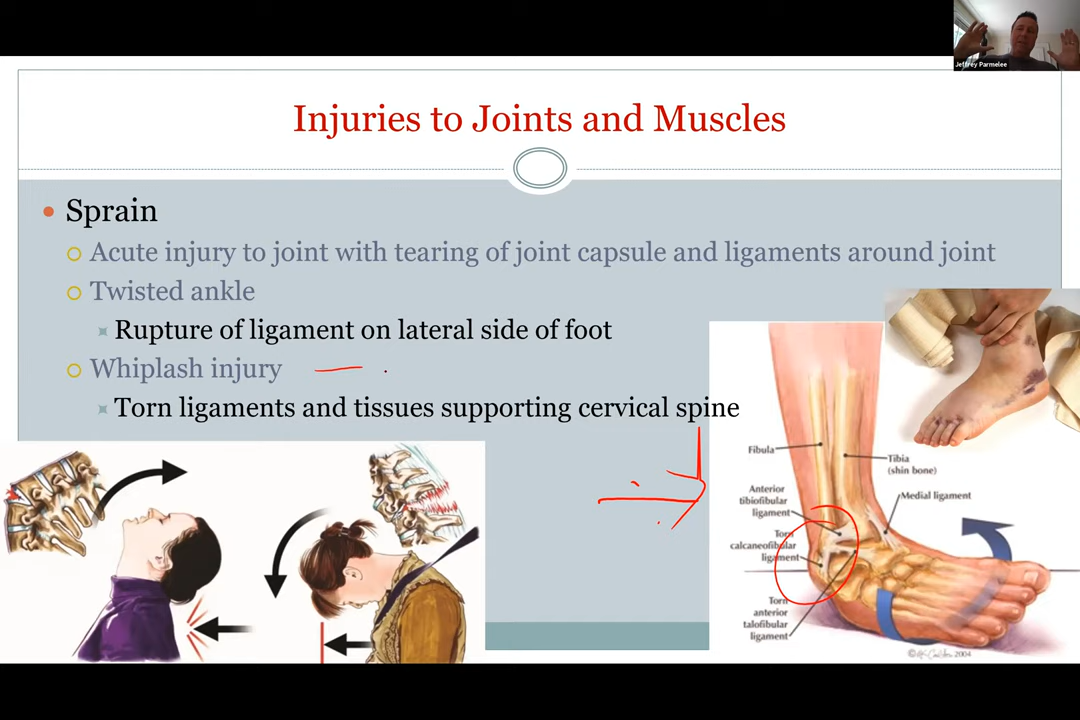 Jeffrey Parmelee
Injuries to Joints and Muscles
Sprain
Acute injury to joint with tearing of joint capsule and ligaments around joint
Twisted ankle
Rupture of ligament on lateral side of foot
Whiplash injury
Torn ligaments and tissues supporting cervical spine
Fibula
Tibia
(shin bone)
Anterior
tibiofibular
ligament
Medial ligament
Torn
calcaneofibular
ligament
Torn
anterior
talofibular
ligament
2004